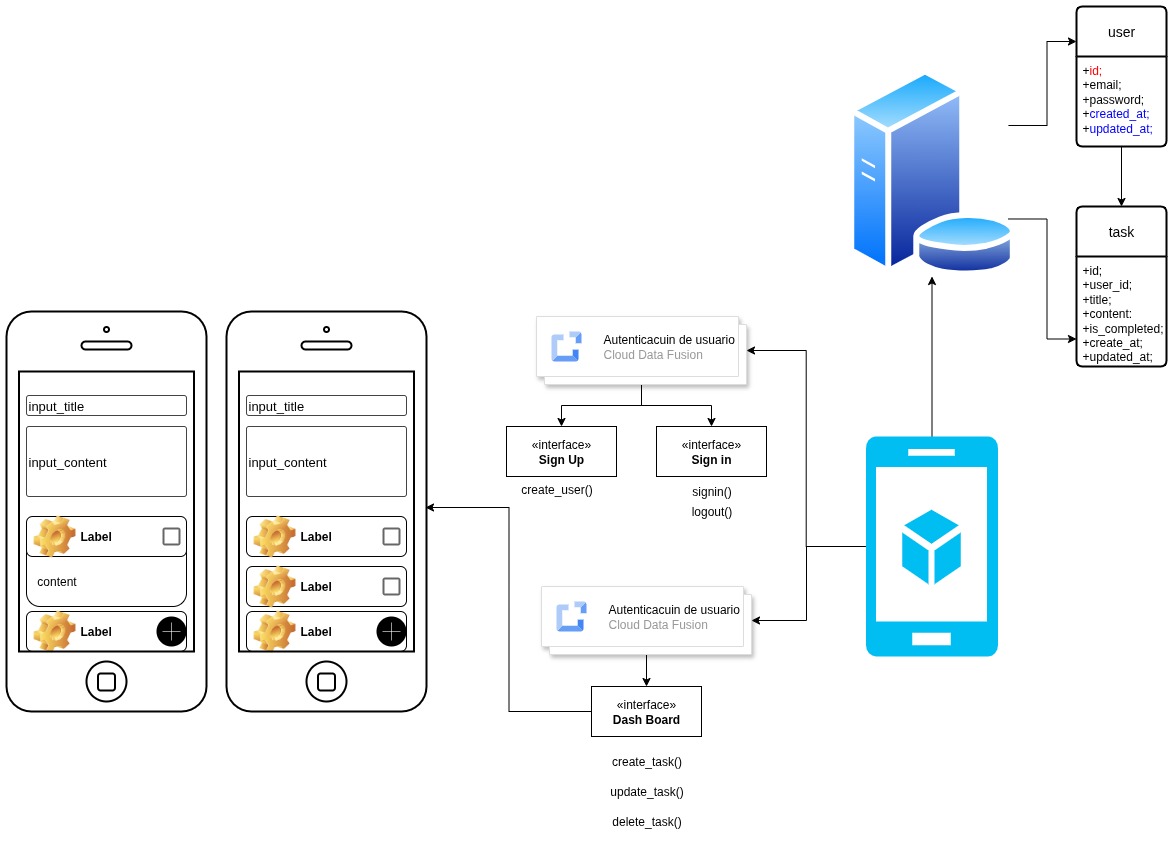 user
+id;
+email;
+password;
+created_at;
+updated_at;
task
+id;
+user_id;
+title;
+content:
+is_completed;
+create_at;
+updated_at;
input_title
input_content
Label
content
Label
input_title
input_content
Label
Label
Label
Autenticacuin de usuario
Cloud Data Fusion
«interface»
Sign Up
create_user()
«interface»
Sign in
signin()
logout()
Autenticacuin de usuario
Cloud Data Fusion
«interface»
Dash Board
create_task()
update_task()
delete_task()